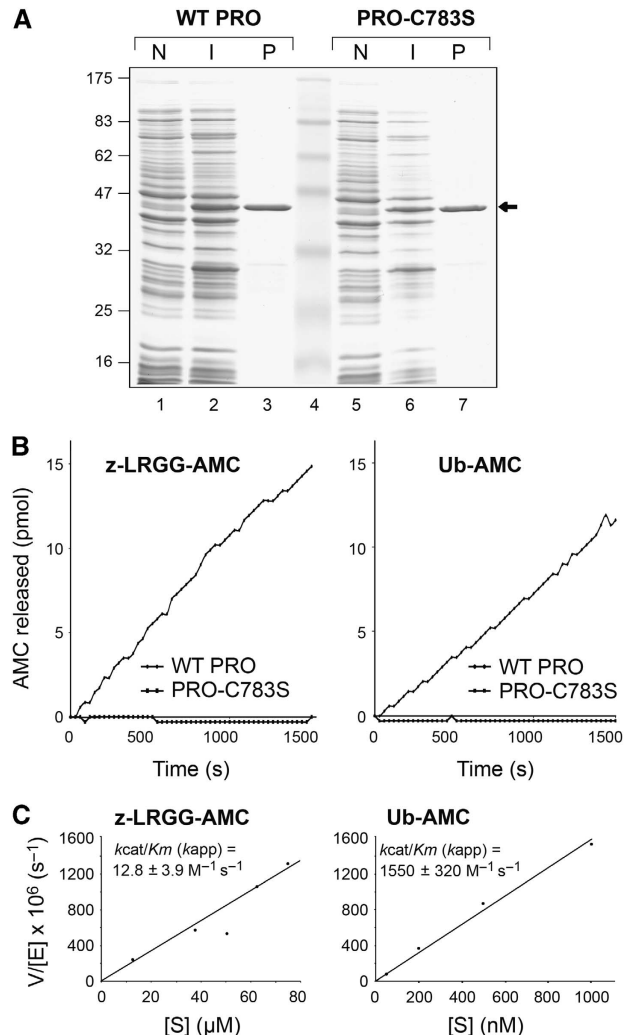 A
WT PRO PRO-C783S
N I P N I P
175
83
62
47
32
25
16
1 2 3 4 5 6 7
B
z-LRGG-AMC Ub-AMC
AMC released (pmol)
15 15
10 10
5 5
0 0
WT PRO WT PRO
PRO-C783S PRO-C783S
0 500 1000 1500 0 500 1000 1500
Time (s) Time (s)
C
z-LRGG-AMC Ub-AMC
V/[E] x 10⁶ (s⁻¹)
1600 1600
kcat/Km (kapp) = kcat/Km (kapp) =
12.8 ± 3.9 M⁻¹ s⁻¹ 1550 ± 320 M⁻¹ s⁻¹
1200 1200
800 800
400 400
0 0
0 20 40 60 80 0 200 400 600 800 1000
[S] (µM) [S] (nM)